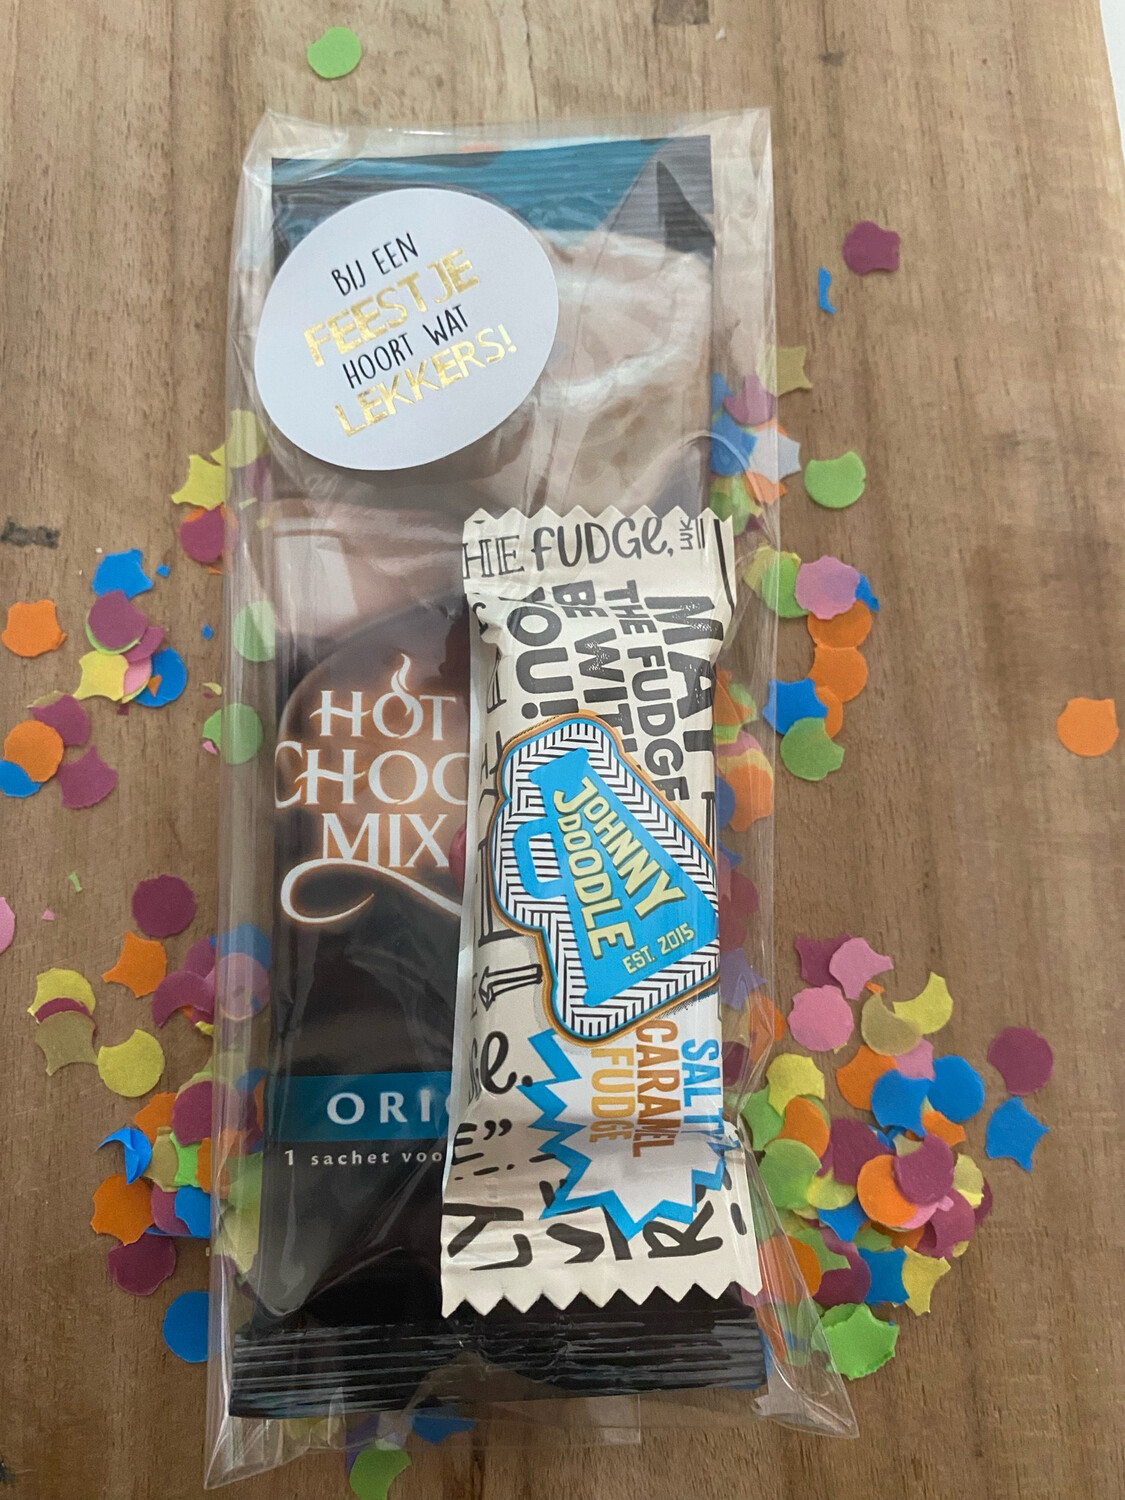 BIJ EEN
FEESTJE
HOORT WAT
LEKKERS!
HOT
CHOC
MIX
ORIG
1 sachet voo
HE FUDGE,
MAY
THE FUDGE
BE WITH
YOU!
JOHNNY
DOODLE
EST. 2015
SALTY
CARAMEL
FUDGE